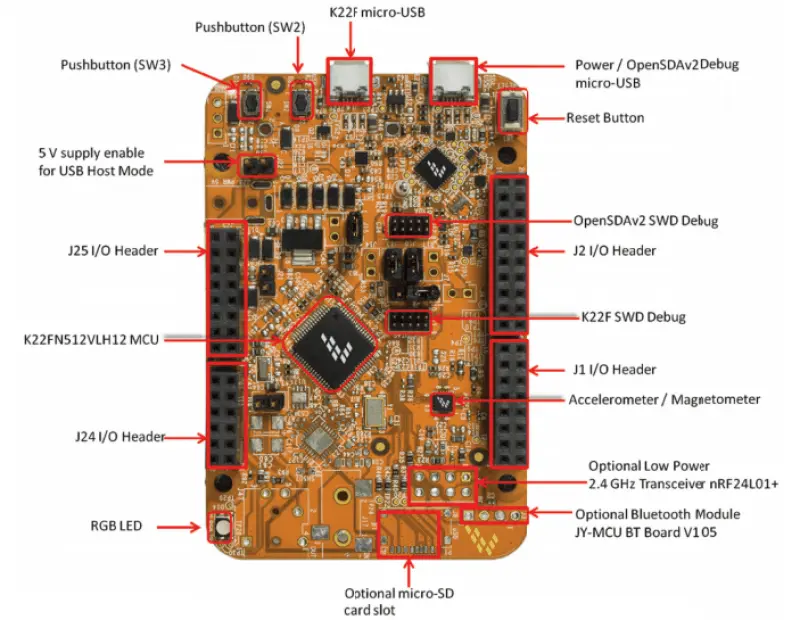 K22F micro-USB
Pushbutton (SW2)
Pushbutton (SW3)
Power / OpenSDAv2 Debug
micro-USB
Reset Button
5 V supply enable
for USB Host Mode
OpenSDAv2 SWD Debug
J25 I/O Header
J2 I/O Header
K22F SWD Debug
K22FN512VLH12 MCU
J1 I/O Header
Accelerometer / Magnetometer
J24 I/O Header
Optional Low Power
2.4 GHz Transceiver nRF24L01+
Optional Bluetooth Module
JY-MCU BT Board V105
RGB LED
Optional micro-SD
card slot